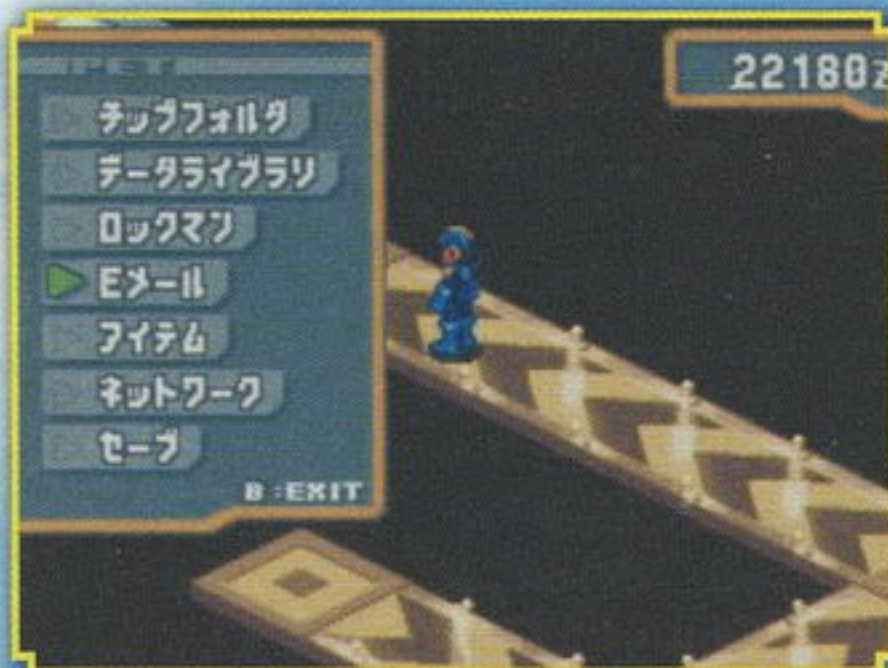 PET
22180z
チップフォルダ
データライブラリ
ロックマン
Eメール
アイテム
ネットワーク
セーブ
B:EXIT